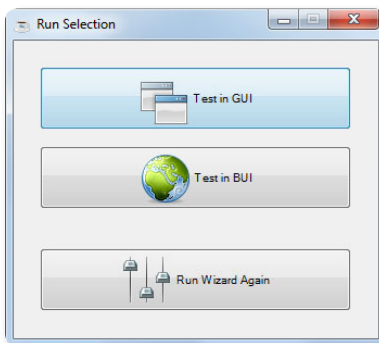 Run Selection
Test in GUI
Test in BUI
Run Wizard Again